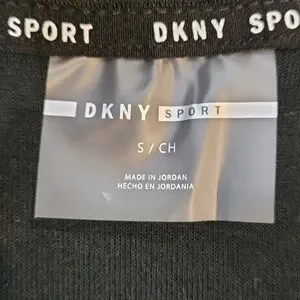 SPORT DKNY SPO
DKNY SPORT
S / CH
MADE IN JORDAN
HECHO EN JORDANIA